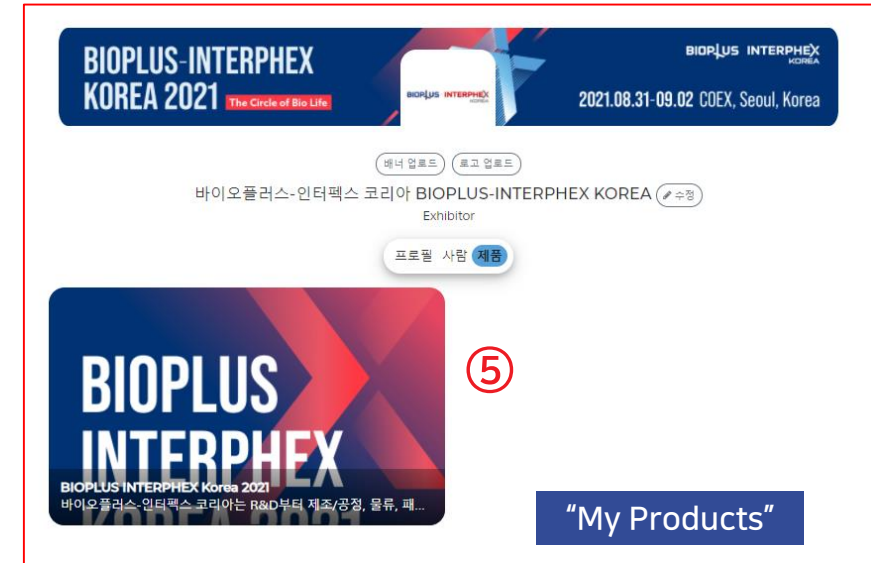 BIOPLUS-INTERPHEX
KOREA 2021 The Circle of Bio Life
BIOPLUS INTERPHEX
KOREA
BIOPLUS INTERPHEX
KOREA
2021.08.31-09.02 COEX, Seoul, Korea
배너 업로드 로고 업로드
바이오플러스-인터펙스 코리아 BIOPLUS-INTERPHEX KOREA 수정
Exhibitor
프로필 사람 제품
BIOPLUS
INTERPHEX
KOREA 2021
BIOPLUS INTERPHEX Korea 2021
바이오플러스-인터펙스 코리아는 R&D부터 제조/공정, 물류, 패...
⑤
“My Products”